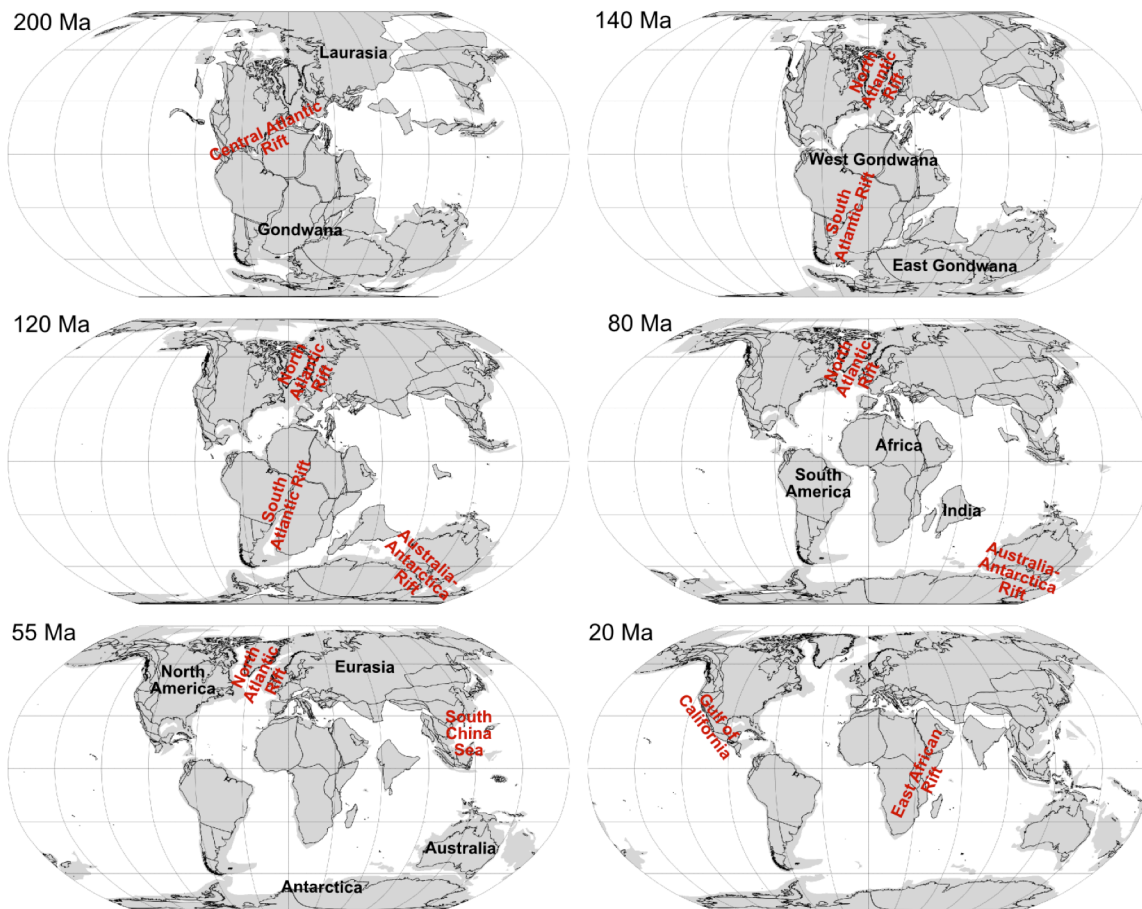 200 Ma
Laurasia
Central Atlantic
Rift
Gondwana
140 Ma
North
Atlantic
Rift
West Gondwana
South
Atlantic Rift
East Gondwana
120 Ma
North
Atlantic
Rift
South
Atlantic Rift
Australia-
Antarctica
Rift
80 Ma
North
Atlantic
Rift
Africa
South
America
India
Australia-
Antarctica
Rift
55 Ma
North
America
North
Atlantic
Rift
Eurasia
South
China
Sea
Australia
Antarctica
20 Ma
Gulf of
California
East African
Rift